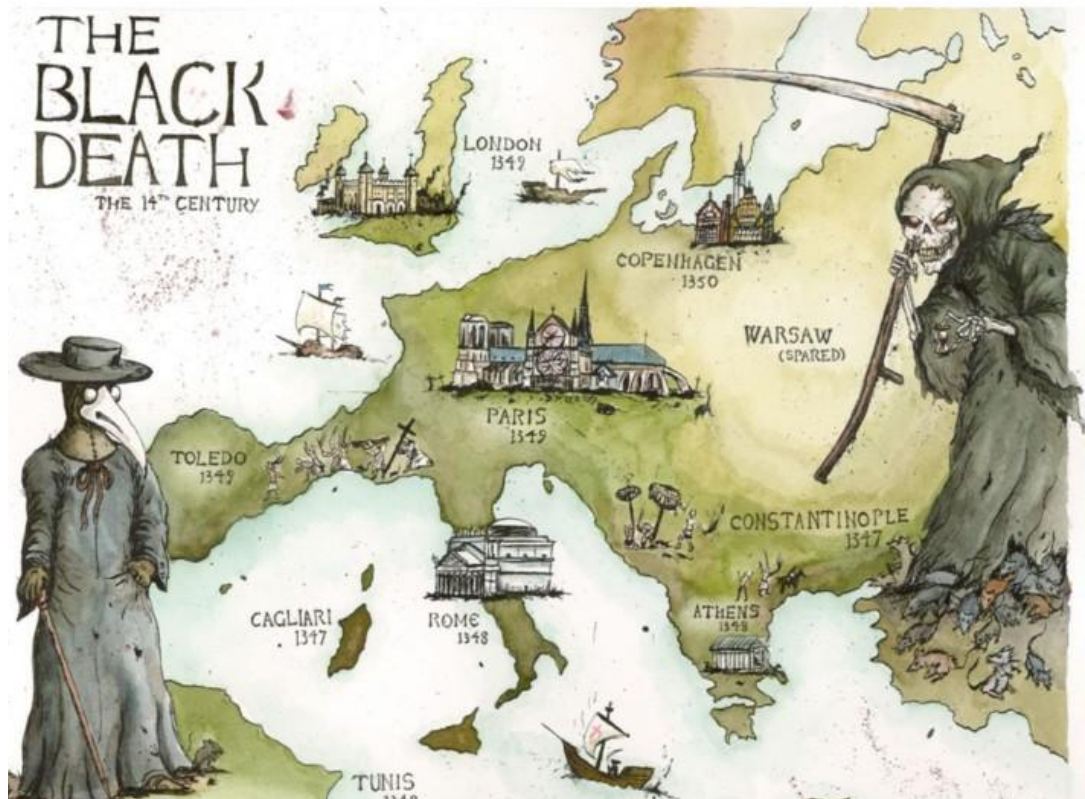 THE
BLACK
DEATH
THE 14TH CENTURY
LONDON
1349
COPENHAGEN
1350
WARSAW
(SPARED)
PARIS
1349
TOLEDO
1349
CONSTANTINOPLE
1347
CAGLIARI
1347
ROME
1348
ATHENS
1348
TUNIS